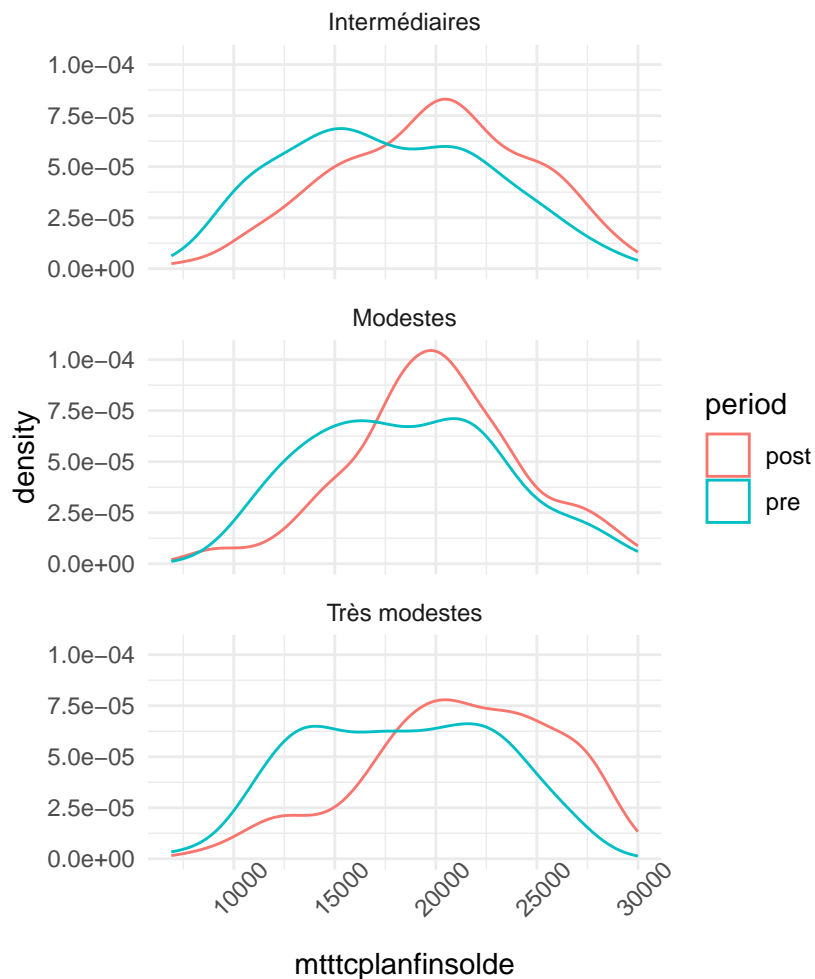 Intermédiaires
1.0e−04
7.5e−05
5.0e−05
2.5e−05
0.0e+00
Modestes
1.0e−04
7.5e−05
5.0e−05
2.5e−05
0.0e+00
Très modestes
1.0e−04
7.5e−05
5.0e−05
2.5e−05
0.0e+00
10000
15000
20000
25000
30000
mtttcplanfinsolde
density
period
post
pre